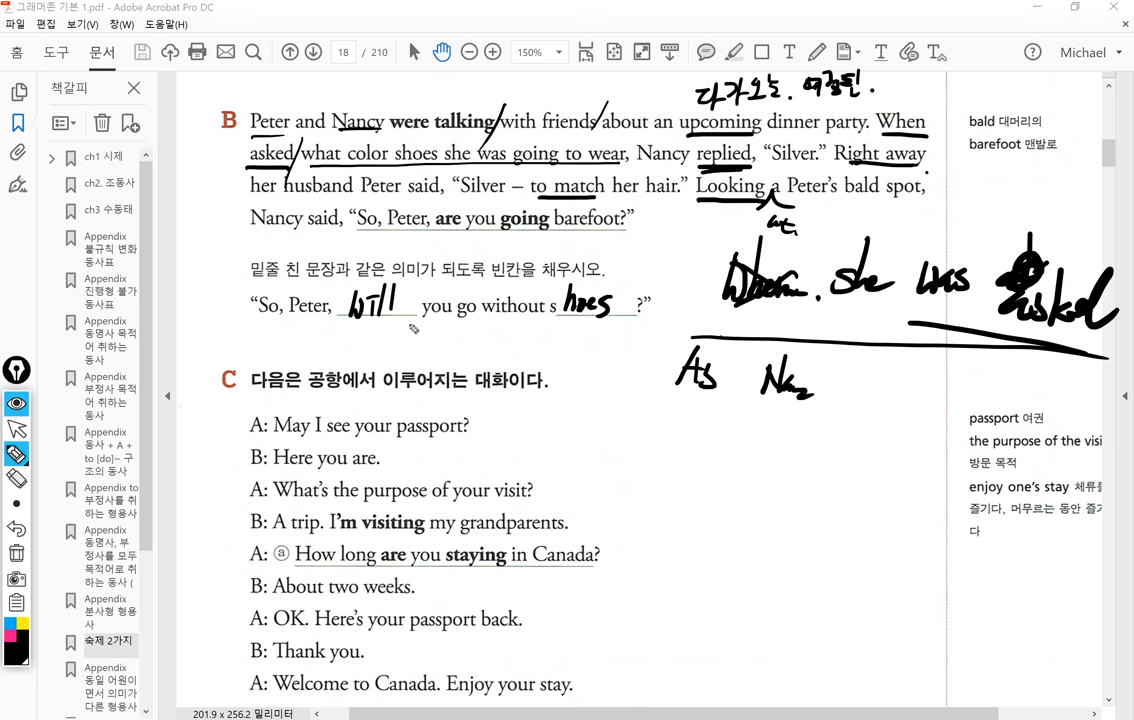 그래머존 기본 1.pdf - Adobe Acrobat Pro DC
파일 편집 보기(V) 창(W) 도움말(H)
홈 도구 문서 18 / 210 150% Michael
책갈피
ch1 시제
ch2. 조동사
ch3 수동태
Appendix
불규칙 변화
동사표
Appendix
진행형 불가
동사표
Appendix
동명사 목적
어 취하는
동사
Appendix
부정사 목적
어 취하는
동사
Appendix
동사 + A +
to [do]~ 구
조의 동사
Appendix to
부정사를 취
하는 형용사
Appendix
동명사, 부
정사를 모두
목적어로 취
하는 동사 (
Appendix
분사형 형용
사
숙제 2가지
Appendix
동일 어원이
면서 의미가
다른 형용사
다가오는. 예정된.
B Peter and Nancy were talking with friends about an upcoming dinner party. When
asked what color shoes she was going to wear, Nancy replied, “Silver.” Right away
her husband Peter said, “Silver – to match her hair.” Looking a Peter’s bald spot,
at.
Nancy said, “So, Peter, are you going barefoot?”
When. she was asked
밑줄 친 문장과 같은 의미가 되도록 빈칸을 채우시오.
“So, Peter, will you go without shoes?”
As
C 다음은 공항에서 이루어지는 대화이다.
A: May I see your passport?
B: Here you are.
A: What’s the purpose of your visit?
B: A trip. I’m visiting my grandparents.
A: ⓐ How long are you staying in Canada?
B: About two weeks.
A: OK. Here’s your passport back.
B: Thank you.
A: Welcome to Canada. Enjoy your stay.
bald 대머리의
barefoot 맨발로
passport 여권
the purpose of the visi
방문 목적
enjoy one’s stay 체류를
즐기다, 머무르는 동안 즐기
다
201.9 x 256.2 밀리미터